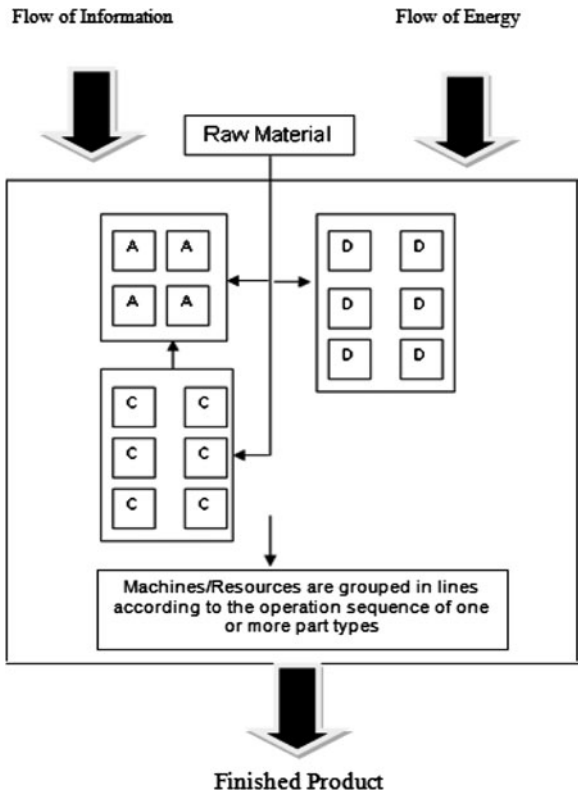 Flow of Information
Flow of Energy
Raw Material
A A
A A
D D
D D
D D
C C
C C
C C
Machines/Resources are grouped in lines
according to the operation sequence of one
or more part types
Finished Product